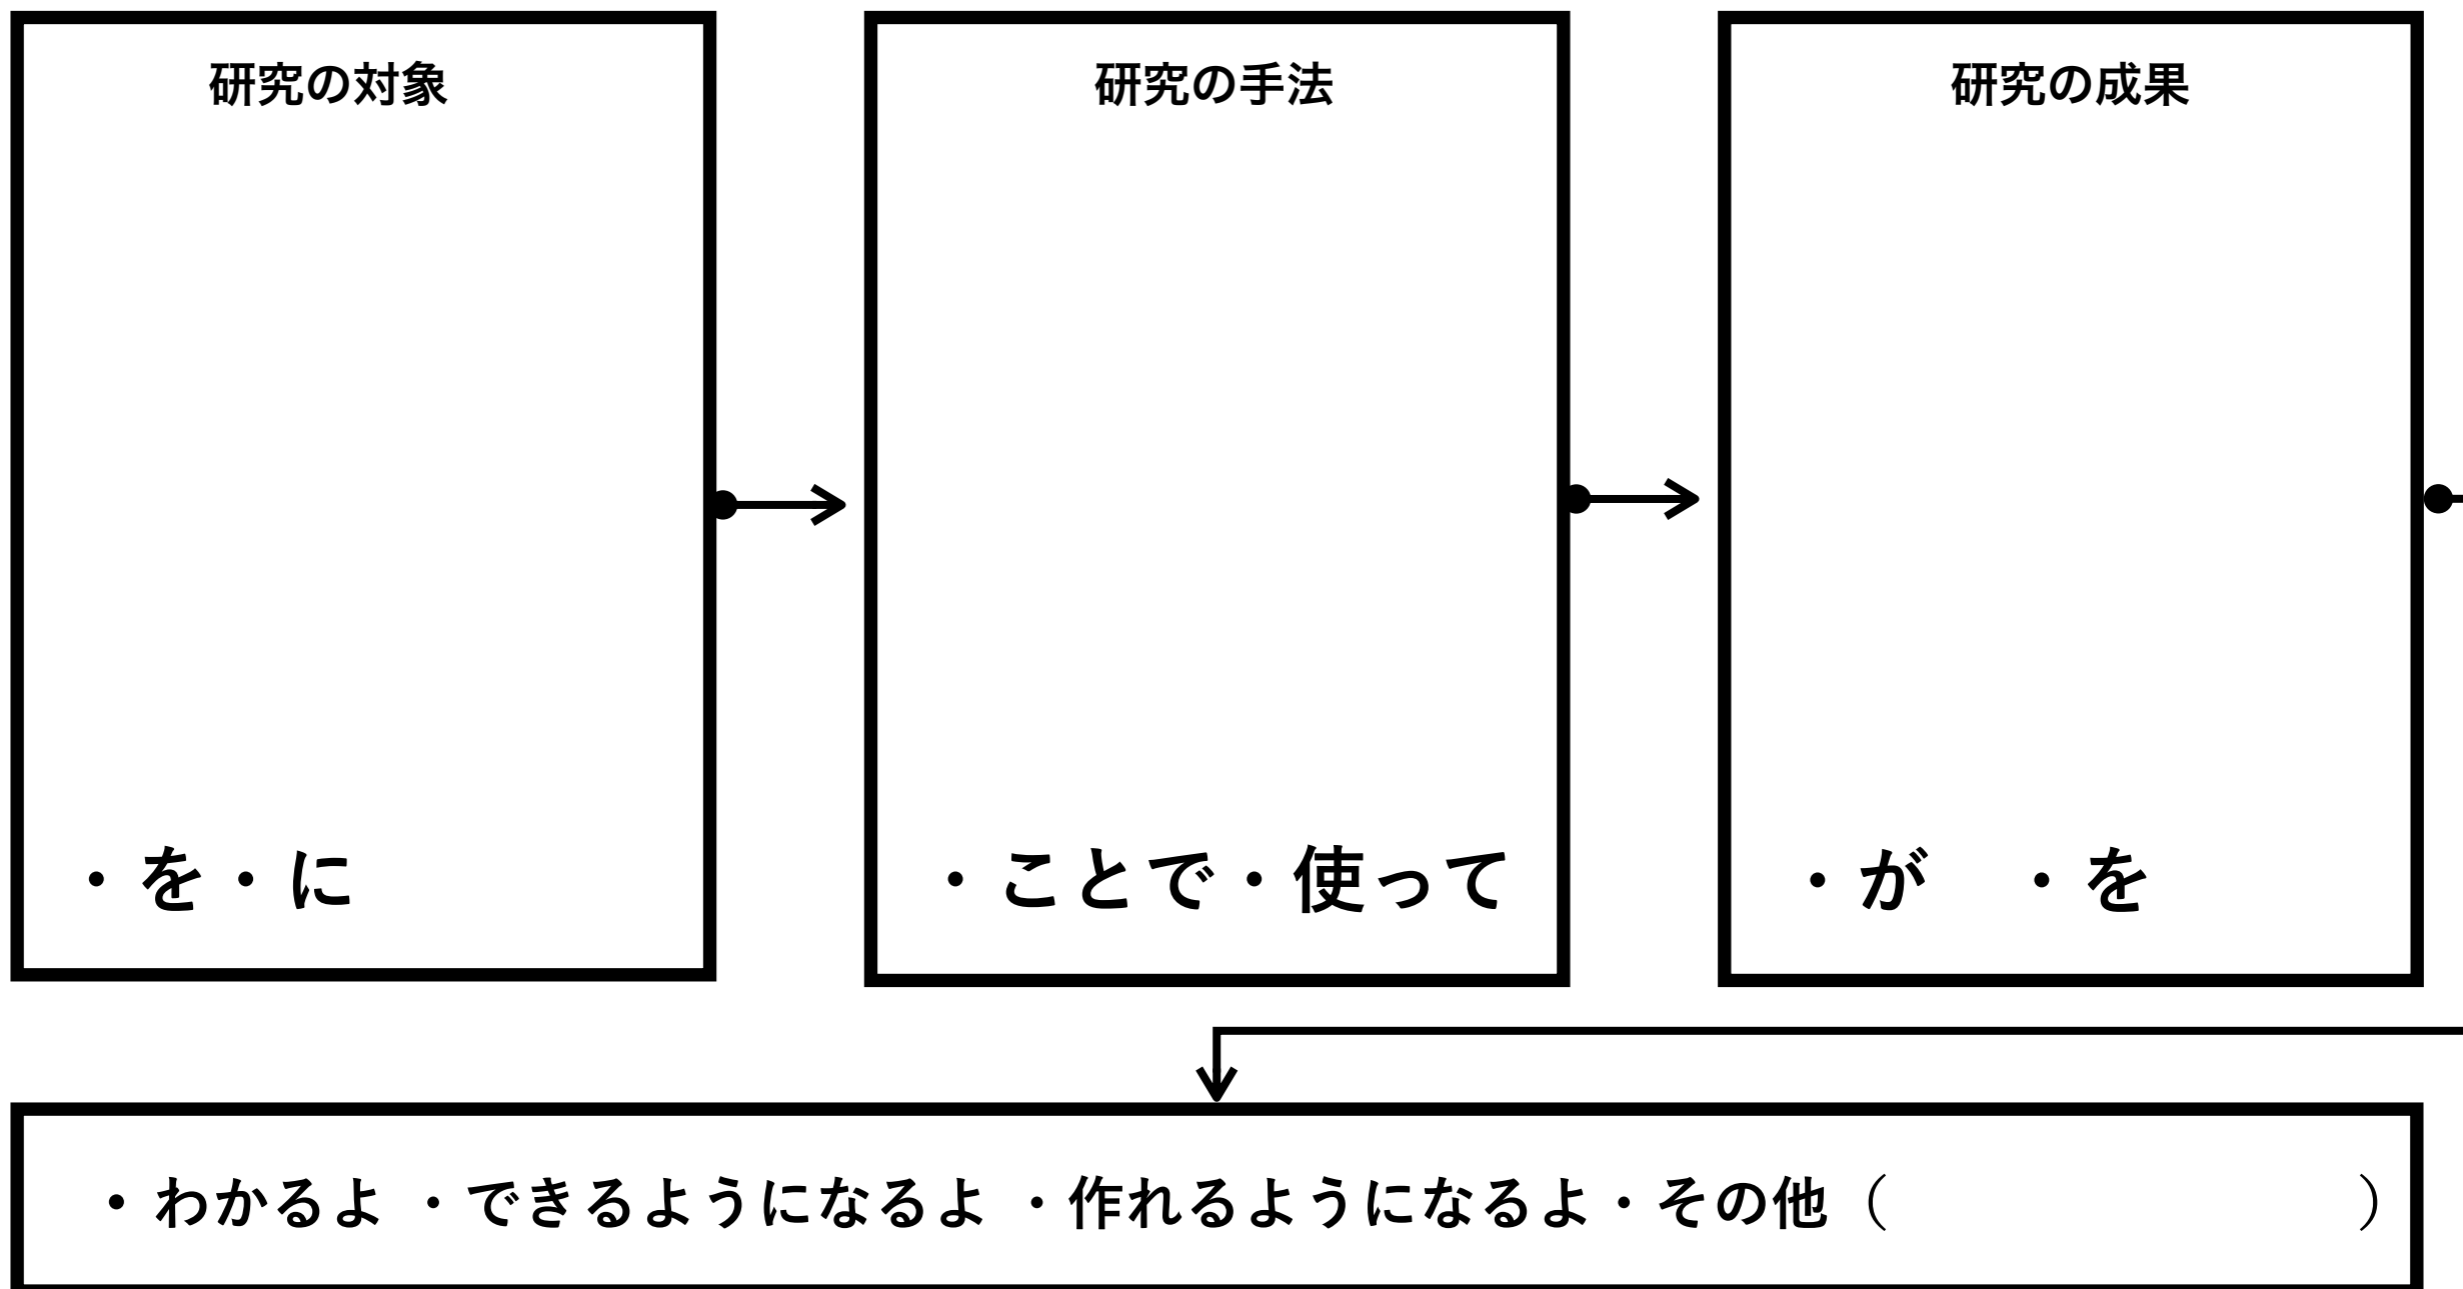 研究の対象
・を・に
研究の手法
・ことで・使って
研究の成果
・が ・を
・わかるよ ・できるようになるよ ・作れるようになるよ・その他（ ）